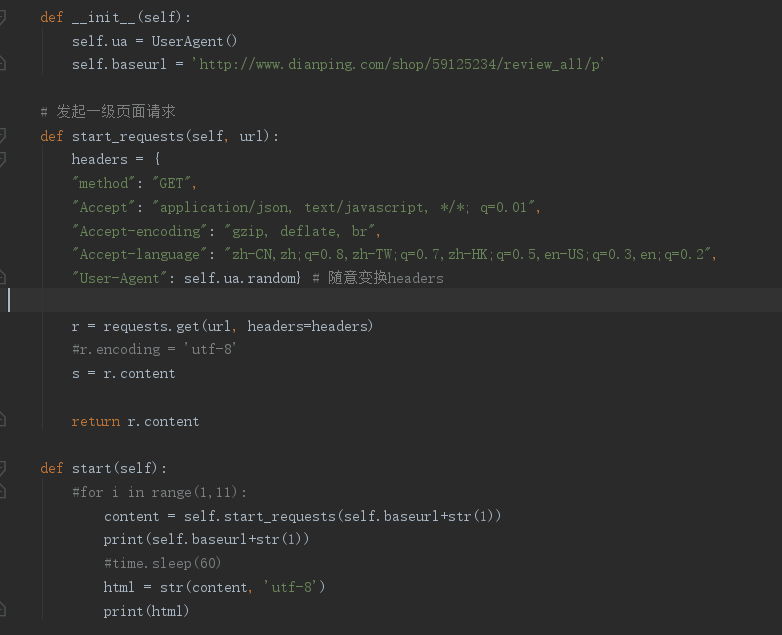 def __init__(self):
self.ua = UserAgent()
self.baseurl = 'http://www.dianping.com/shop/59125234/review_all/p'
# 发起一级页面请求
def start_requests(self, url):
headers = {
"method": "GET",
"Accept": "application/json, text/javascript, */*; q=0.01",
"Accept-encoding": "gzip, deflate, br",
"Accept-language": "zh-CN,zh;q=0.8,zh-TW;q=0.7,zh-HK;q=0.5,en-US;q=0.3,en;q=0.2",
"User-Agent": self.ua.random} # 随意变换headers
r = requests.get(url, headers=headers)
#r.encoding = 'utf-8'
s = r.content
return r.content
def start(self):
#for i in range(1,11):
content = self.start_requests(self.baseurl+str(1))
print(self.baseurl+str(1))
#time.sleep(60)
html = str(content, 'utf-8')
print(html)